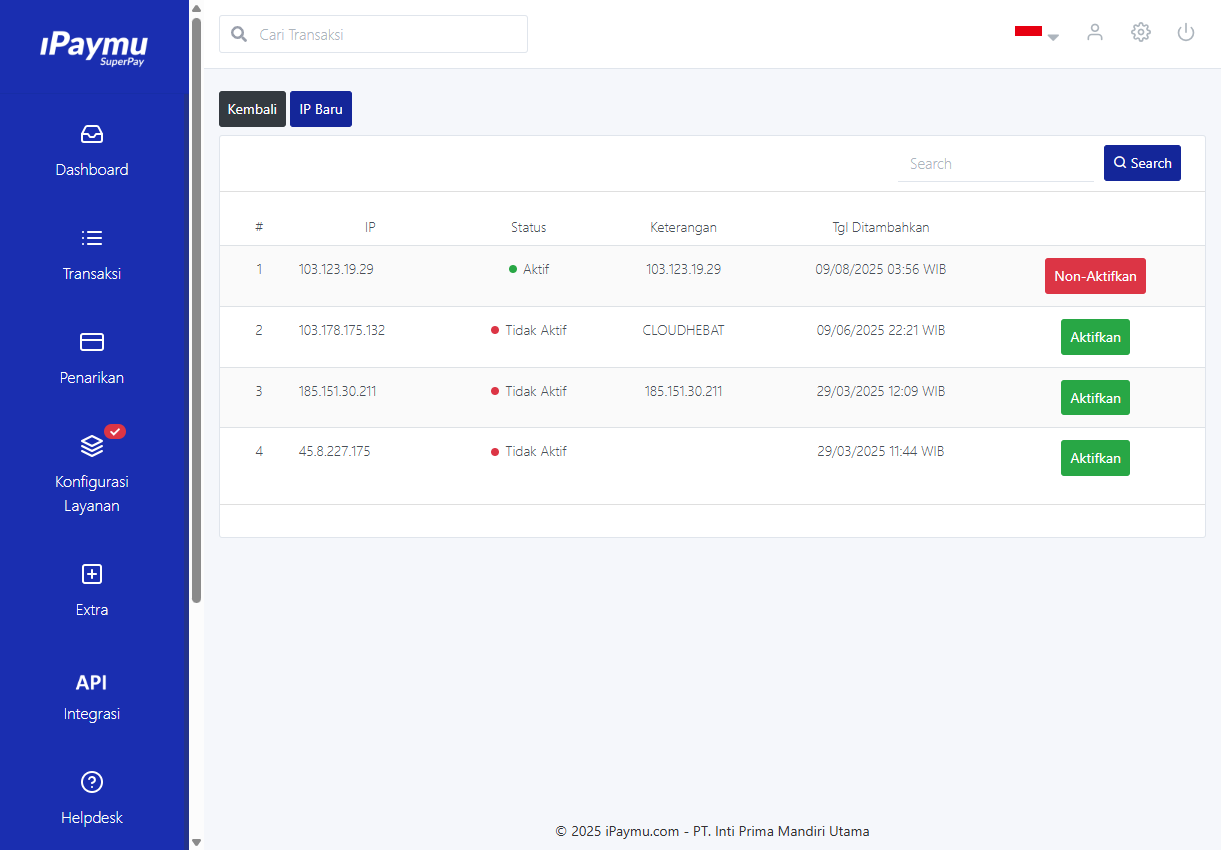 iPaymu
SuperPay
Cari Transaksi
Dashboard
Transaksi
Penarikan
Konfigurasi
Layanan
Extra
API
Integrasi
Helpdesk
Kembali IP Baru
Search Search
# IP Status Keterangan Tgl Ditambahkan
1 103.123.19.29 Aktif 103.123.19.29 09/08/2025 03:56 WIB Non-Aktifkan
2 103.178.175.132 Tidak Aktif CLOUDHEBAT 09/06/2025 22:21 WIB Aktifkan
3 185.151.30.211 Tidak Aktif 185.151.30.211 29/03/2025 12:09 WIB Aktifkan
4 45.8.227.175 Tidak Aktif 29/03/2025 11:44 WIB Aktifkan
© 2025 iPaymu.com - PT. Inti Prima Mandiri Utama